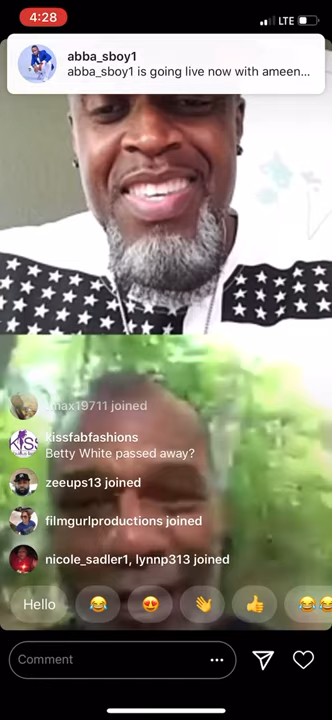 4:28
LTE
abba_sboy1
abba_sboy1 is going live now with ameen...
max19711 joined
KISS
kissfabfashions
Betty White passed away?
zeeups13 joined
filmgurlproductions joined
nicole_sadler1, lynnp313 joined
Hello
Comment